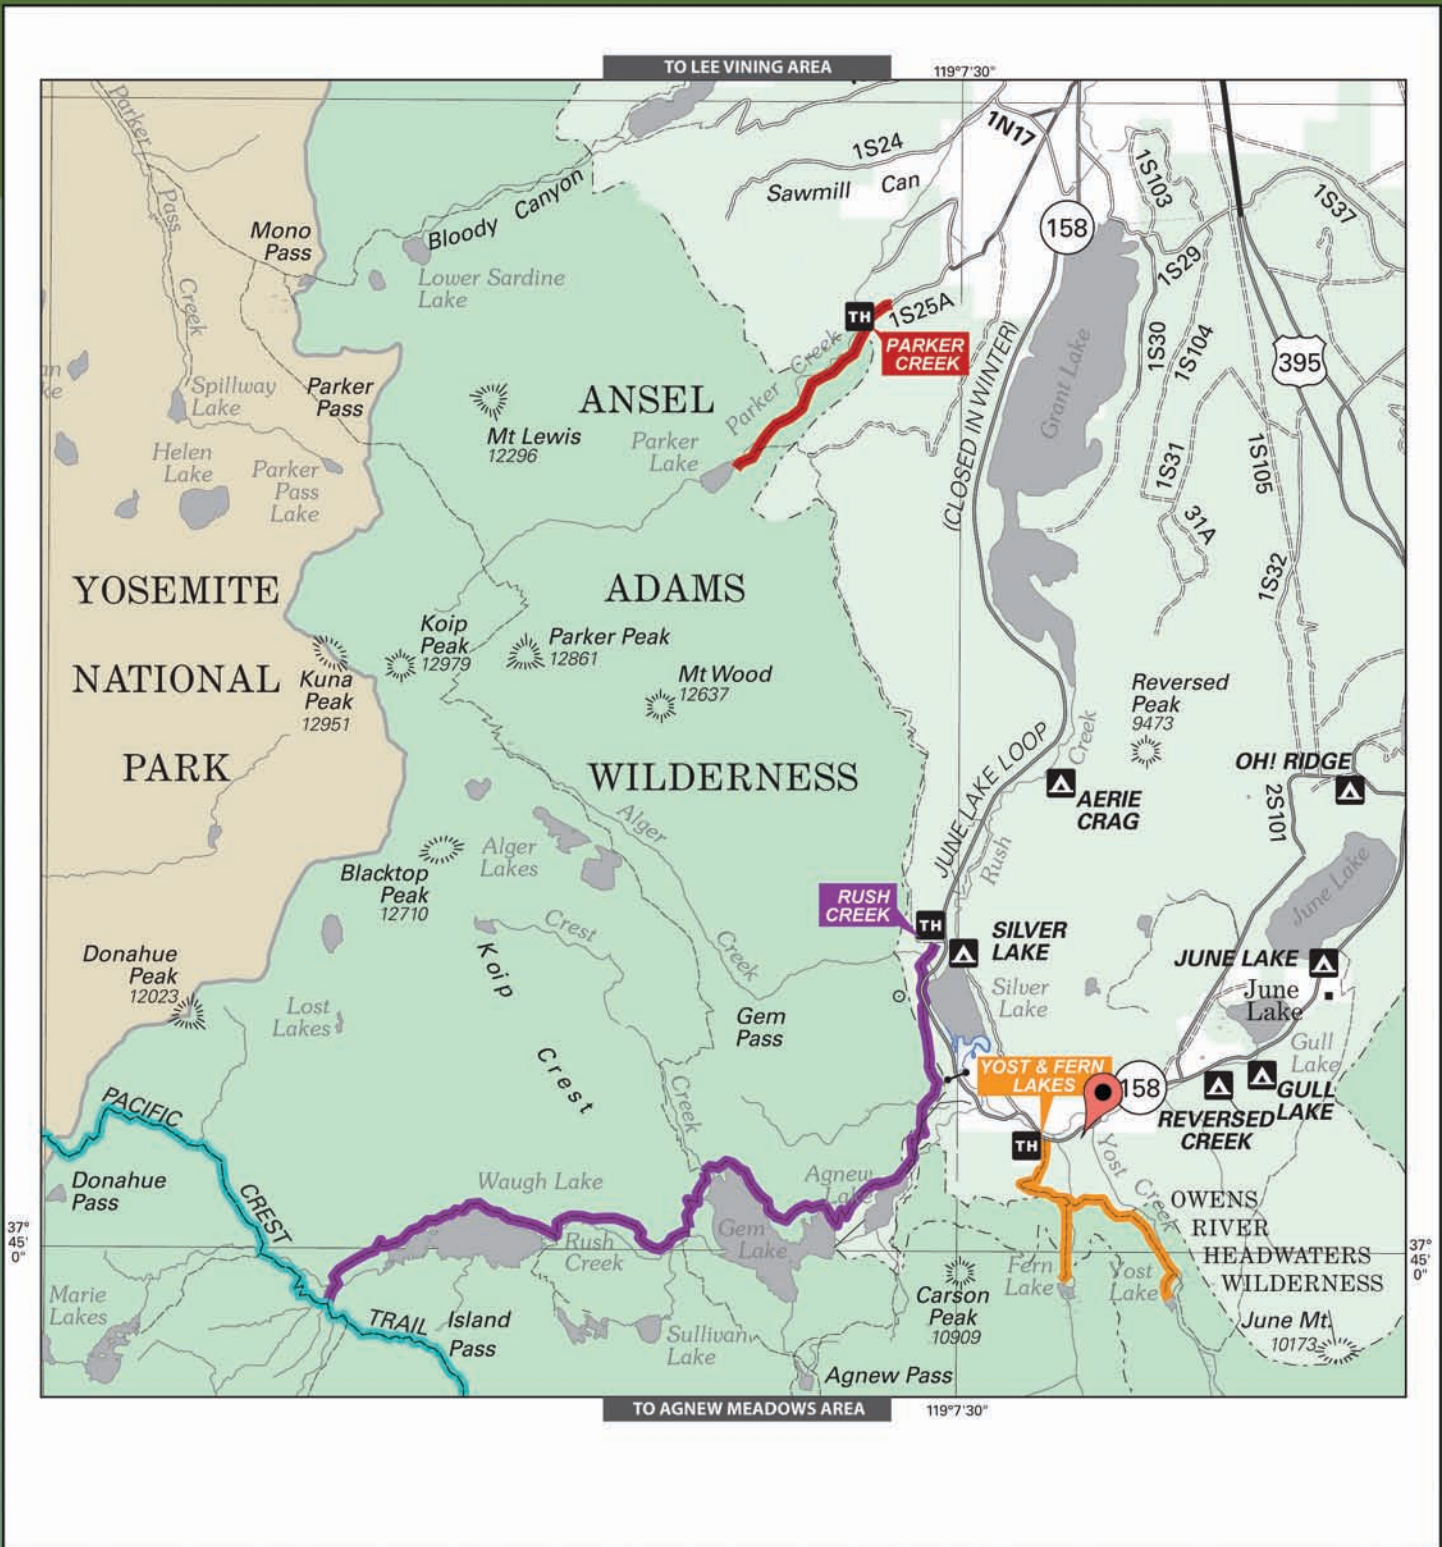 TO LEE VINING AREA
119°7'30"
Parker
Pass
Creek
Mono
Pass
Bloody Canyon
Lower Sardine
Lake
1S24
Sawmill Can
1N17
158
1S103
1S37
1S29
1S30
1S104
395
TH
1S25A
PARKER
CREEK
Parker Creek
Parker
Lake
Spillway
Lake
Parker
Pass
Helen
Lake
Parker
Pass
Lake
Mt Lewis
12296
ANSEL
ADAMS
WILDERNESS
(CLOSED IN WINTER)
Grant Lake
1S31
31A
1S105
1S32
YOSEMITE
NATIONAL
PARK
Kuna
Peak
12951
Koip
Peak
12979
Parker Peak
12861
Mt Wood
12637
Reversed
Peak
9473
OH! RIDGE
2S101
JUNE LAKE LOOP
Rush
Creek
AERIE
CRAG
June Lake
Alger
Lakes
Alger
Creek
Blacktop
Peak
12710
Crest
Creek
Koip
Crest
Donahue
Peak
12023
Lost
Lakes
Gem
Pass
RUSH
CREEK
TH
SILVER
LAKE
Silver
Lake
JUNE LAKE
June
Lake
Gull
Lake
GULL
LAKE
REVERSED
CREEK
YOST & FERN
LAKES
158
TH
Yost
Creek
PACIFIC
CREST
TRAIL
Donahue
Pass
Waugh Lake
Rush
Creek
Gem
Lake
Agnew
Lake
OWENS
RIVER
HEADWATERS
WILDERNESS
37°
45'
0"
37°
45'
0"
Marie
Lakes
Island
Pass
Sullivan
Lake
Carson
Peak
10909
Fern
Lake
Yost
Lake
June Mt.
10173
Agnew Pass
TO AGNEW MEADOWS AREA
119°7'30"